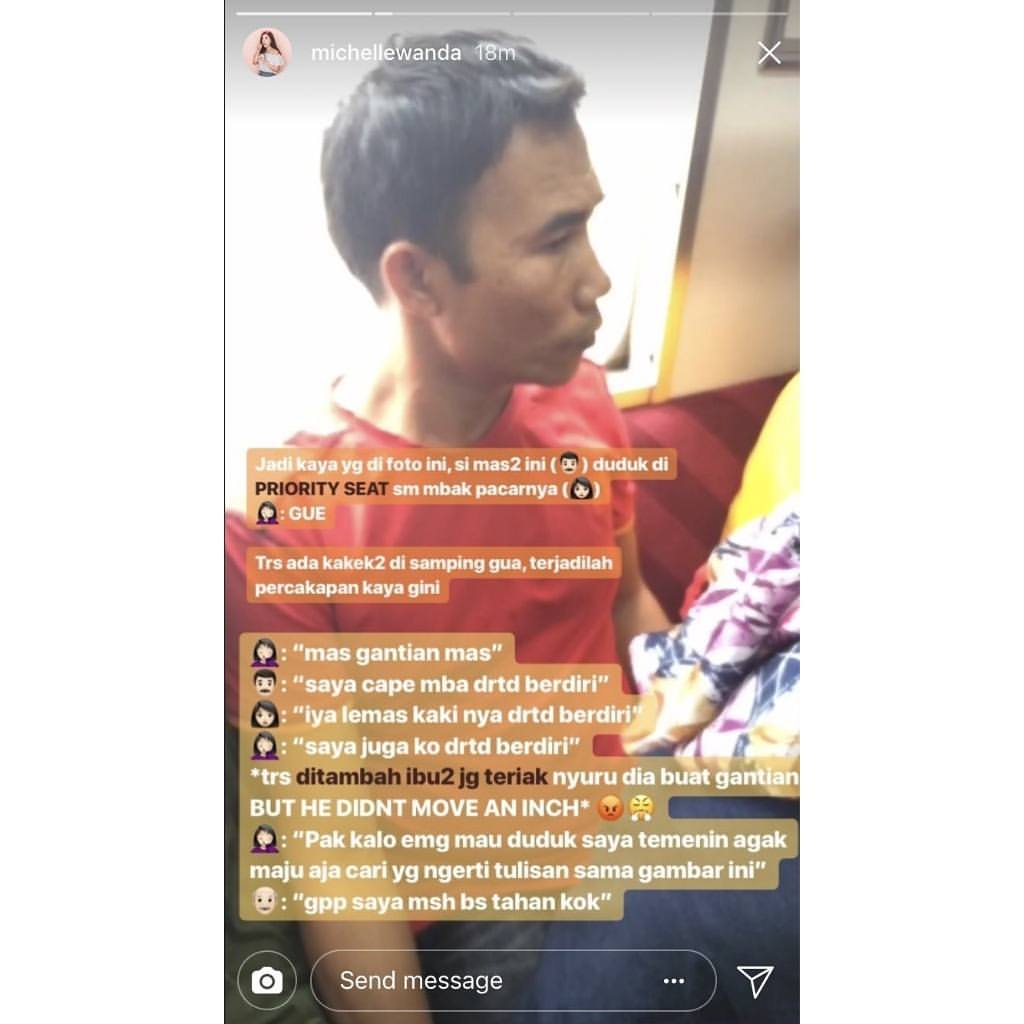 michellewanda 18m
Jadi kaya yg di foto ini, si mas2 ini (👨🏻) duduk di
PRIORITY SEAT sm mbak pacarnya (👩🏻)
🤦🏻‍♀️: GUE
Trs ada kakek2 di samping gua, terjadilah
percakapan kaya gini
🤦🏻‍♀️: “mas gantian mas”
👨🏻: “saya cape mba drtd berdiri”
👩🏻: “iya lemas kaki nya drtd berdiri”
🤦🏻‍♀️: “saya juga ko drtd berdiri”
*trs ditambah ibu2 jg teriak nyuru dia buat gantian
BUT HE DIDNT MOVE AN INCH* 😡😤
🤦🏻‍♀️: “Pak kalo emg mau duduk saya temenin agak
maju aja cari yg ngerti tulisan sama gambar ini”
👴🏻: “gpp saya msh bs tahan kok”
Send message